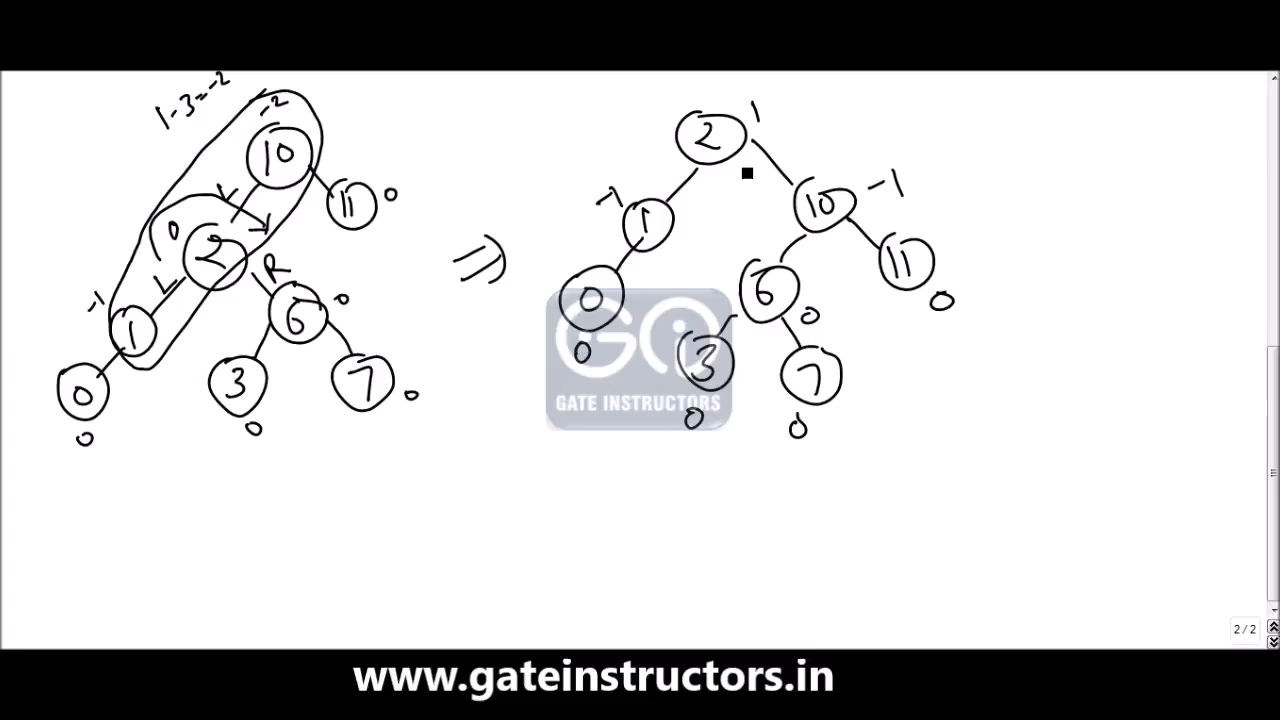 1-3=-2
-2
10
11 0
0 2
L R
-1 1
6 0
0 3 7 0
0 0
⇒
2 1
-1 1 10 -1
0 6 11
0 0 0
3 7
0 0
GI
GATE INSTRUCTORS
2/2
www.gateinstructors.in